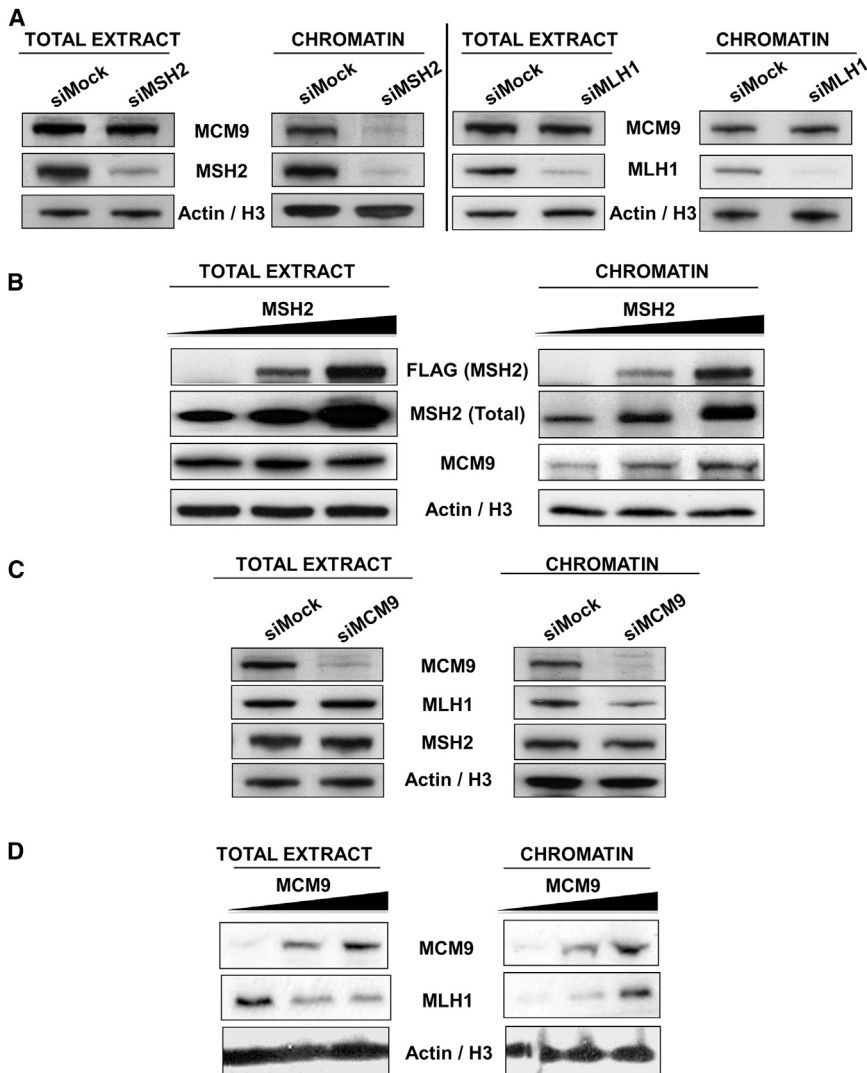 A
TOTAL EXTRACT
CHROMATIN
TOTAL EXTRACT
CHROMATIN
siMock
siMSH2
siMock
siMSH2
siMock
siMLH1
siMock
siMLH1
MCM9
MCM9
MSH2
MLH1
Actin / H3
Actin / H3
B
TOTAL EXTRACT
CHROMATIN
MSH2
MSH2
FLAG (MSH2)
MSH2 (Total)
MCM9
Actin / H3
C
TOTAL EXTRACT
CHROMATIN
siMock
siMCM9
siMock
siMCM9
MCM9
MLH1
MSH2
Actin / H3
D
TOTAL EXTRACT
CHROMATIN
MCM9
MCM9
MCM9
MLH1
Actin / H3